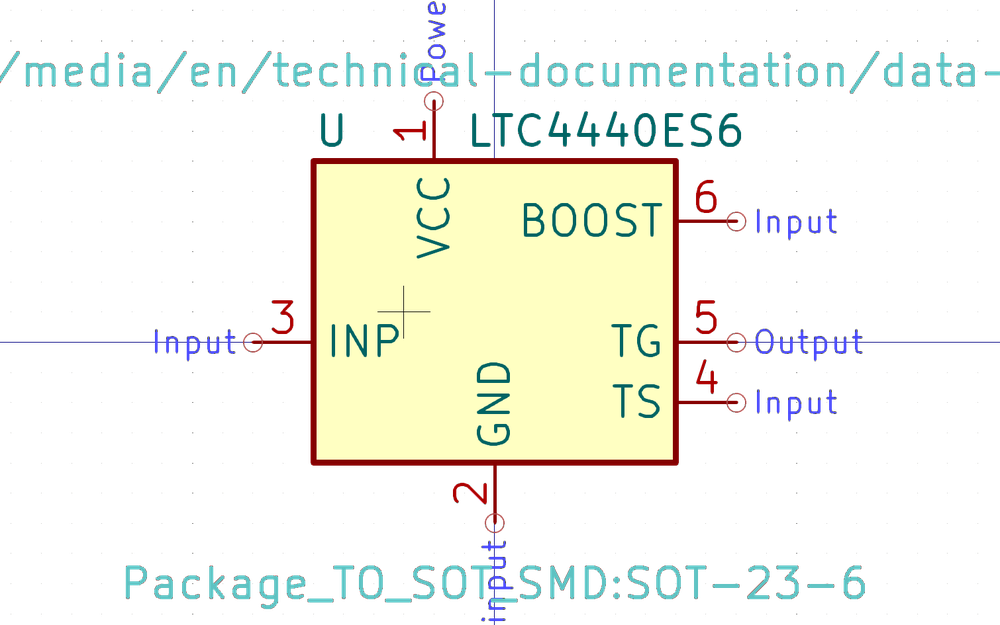 Powe
/media/en/technical-documentation/data-
U
1
LTC4440ES6
VCC
6
BOOST
Input
3
5
Input
INP
TG
Output
4
TS
Input
GND
2
Package_TO_SOT_SMD:SOT-23-6
input